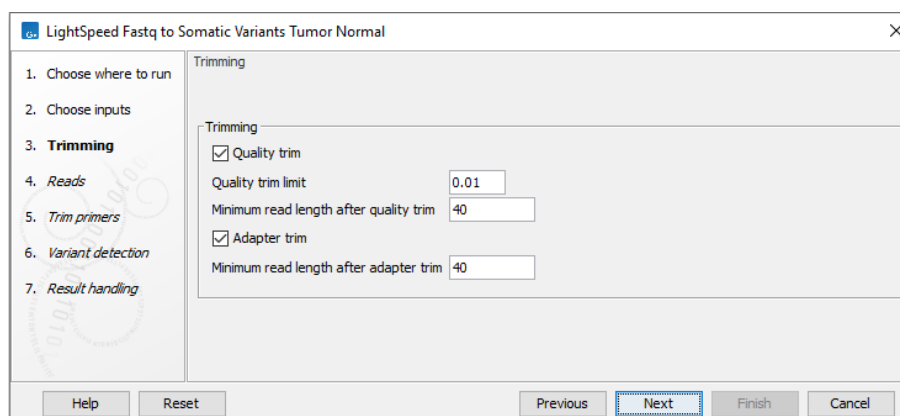 LightSpeed Fastq to Somatic Variants Tumor Normal
1. Choose where to run
2. Choose inputs
3. Trimming
4. Reads
5. Trim primers
6. Variant detection
7. Result handling
Trimming
Trimming
Quality trim
Quality trim limit 0.01
Minimum read length after quality trim 40
Adapter trim
Minimum read length after adapter trim 40
Help Reset Previous Next Finish Cancel